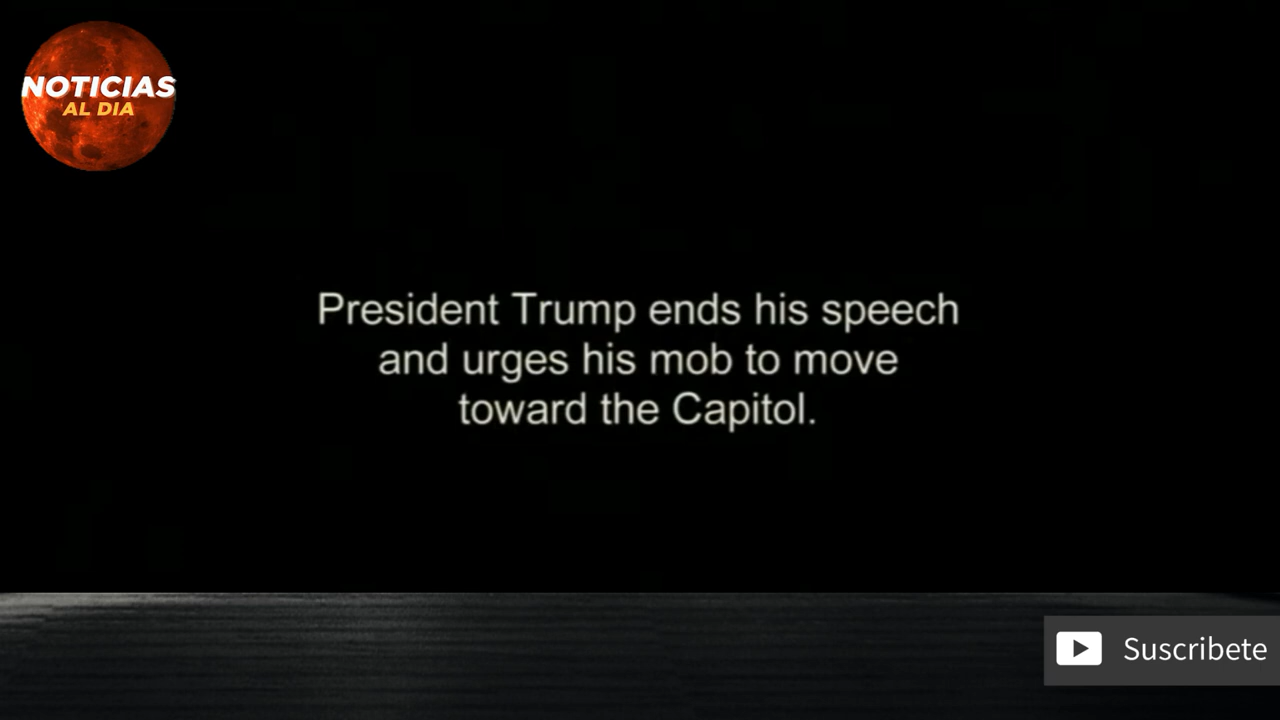 NOTICIAS
AL DIA
President Trump ends his speech
and urges his mob to move
toward the Capitol.
Suscribete